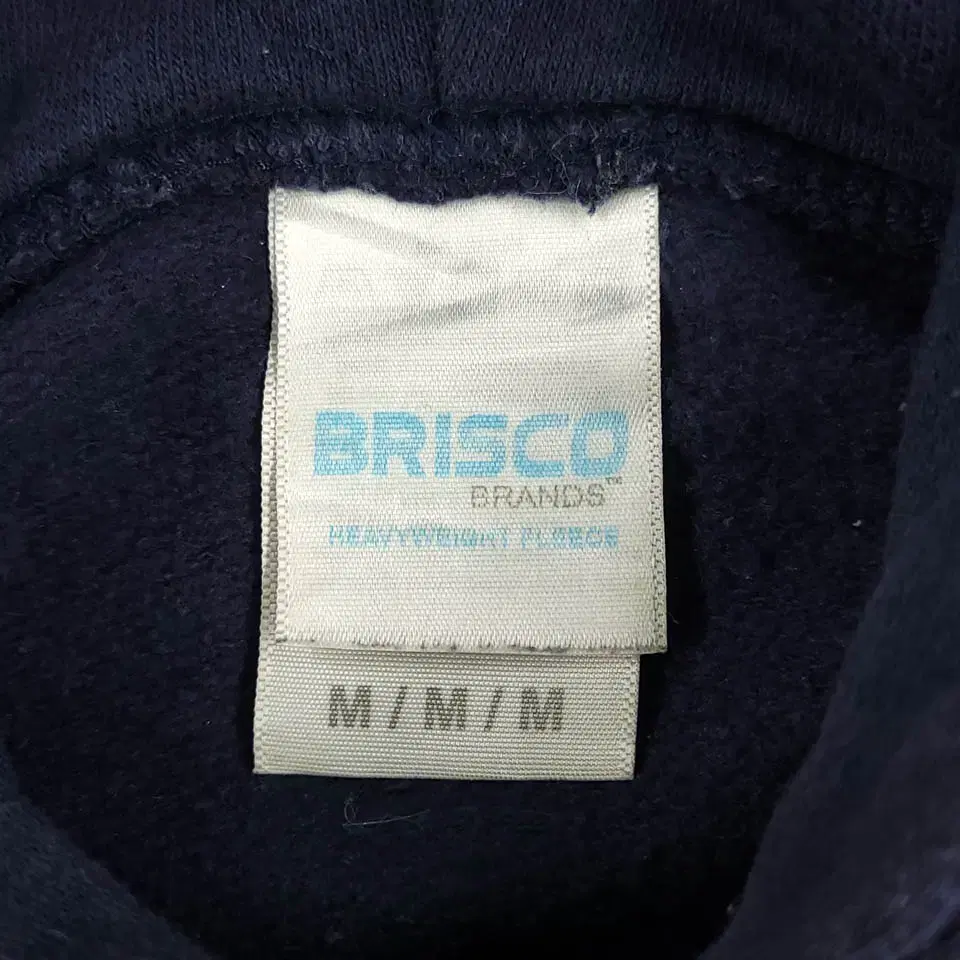 BRISCO
BRANDS™
HEAVYWEIGHT FLEECE
M / M / M